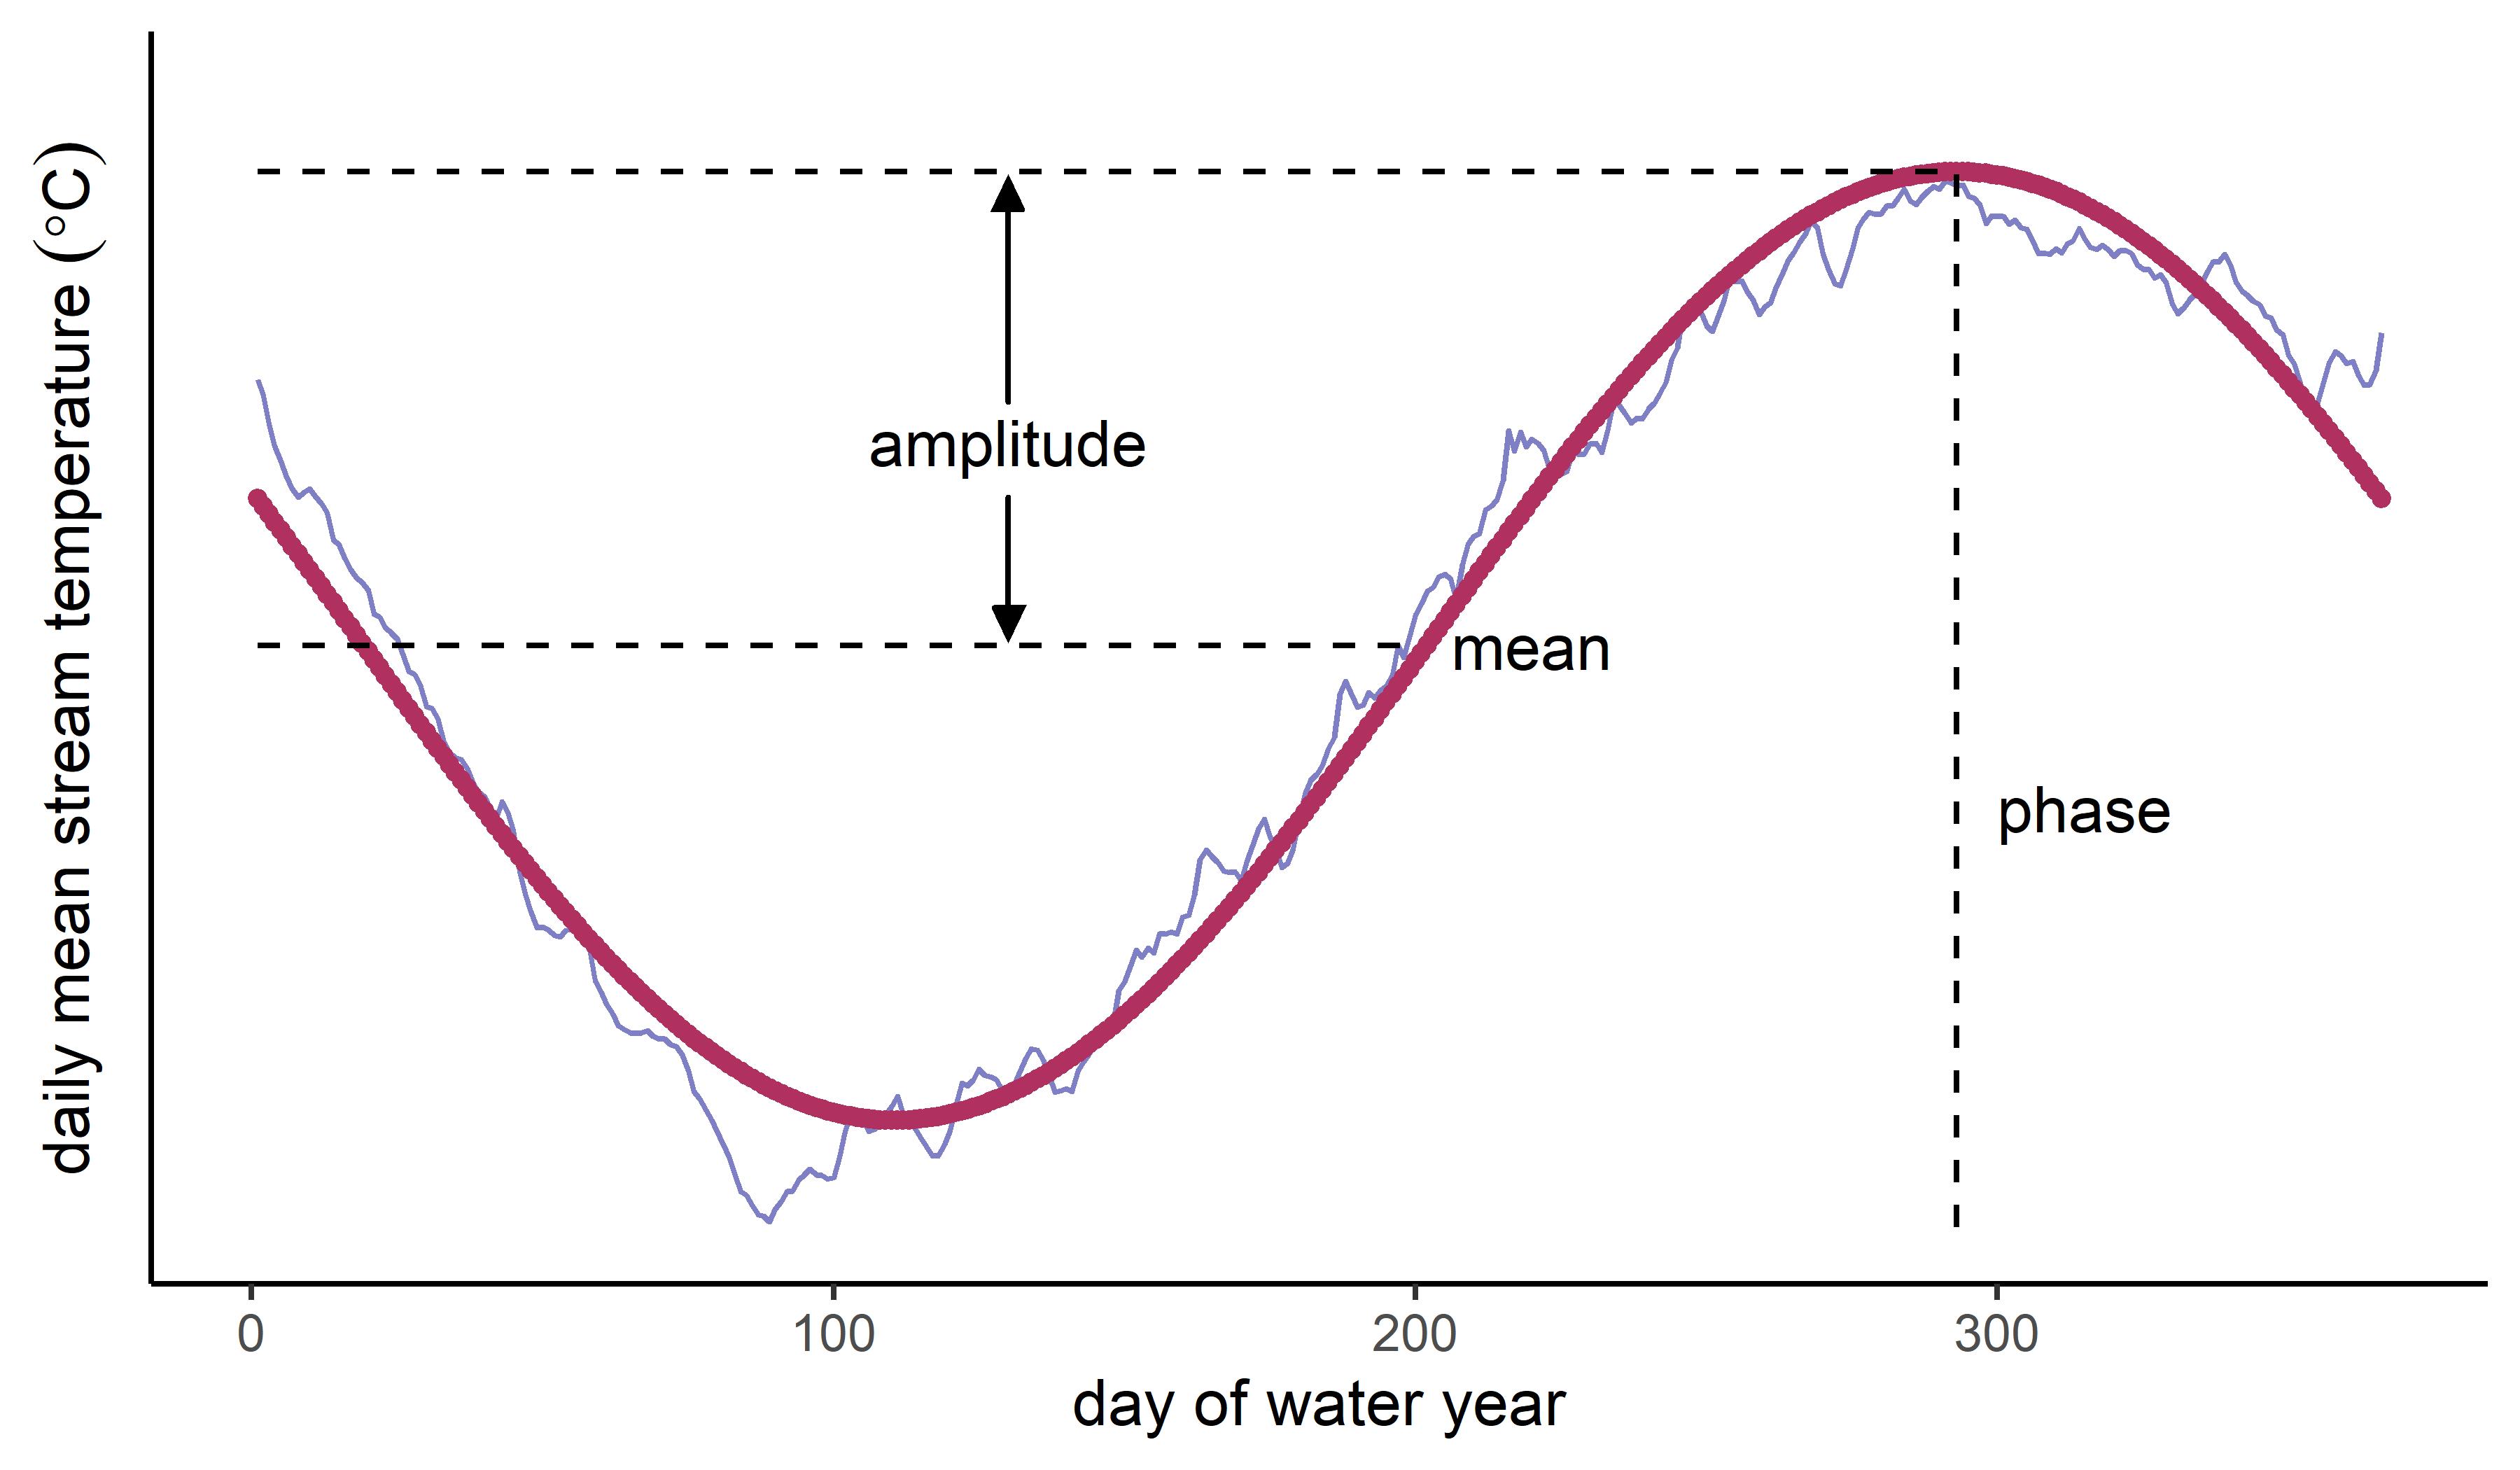 daily mean stream temperature (°C)
amplitude
mean
phase
0 100 200 300
day of water year